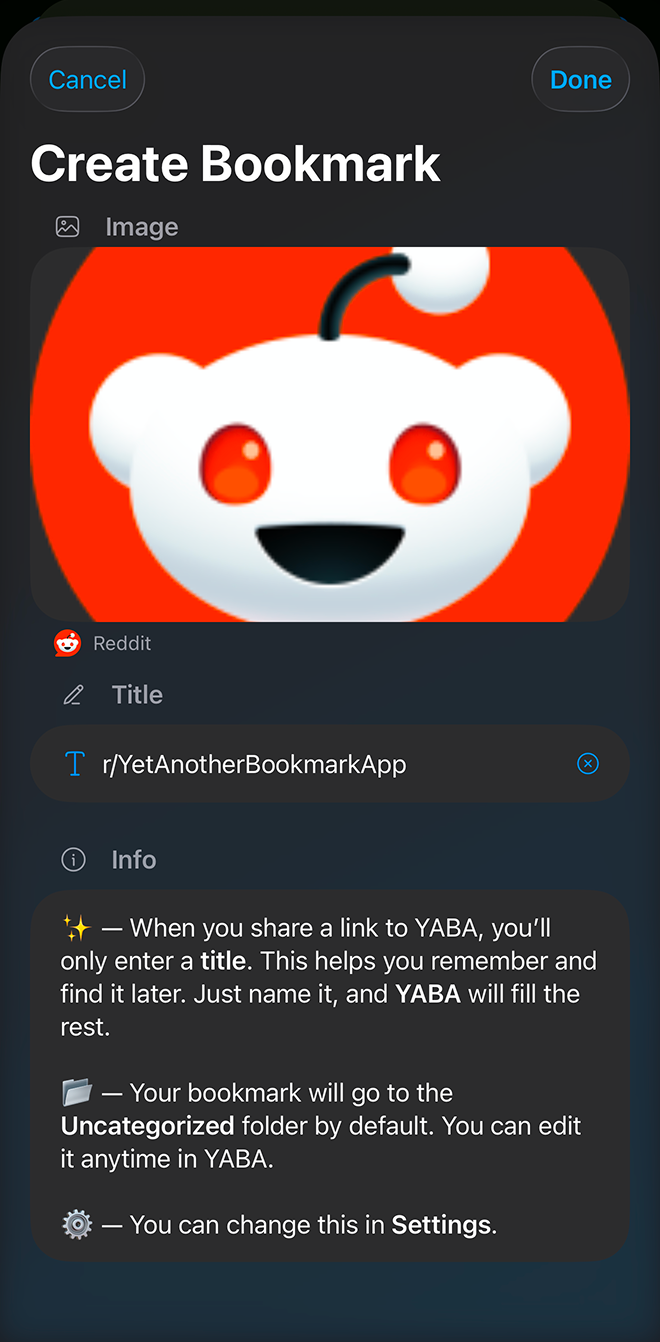 Cancel
Done
Create Bookmark
Image
Reddit
Title
r/YetAnotherBookmarkApp
Info
✨ — When you share a link to YABA, you’ll
only enter a title. This helps you remember and
find it later. Just name it, and YABA will fill the
rest.
📁 — Your bookmark will go to the
Uncategorized folder by default. You can edit
it anytime in YABA.
⚙️ — You can change this in Settings.